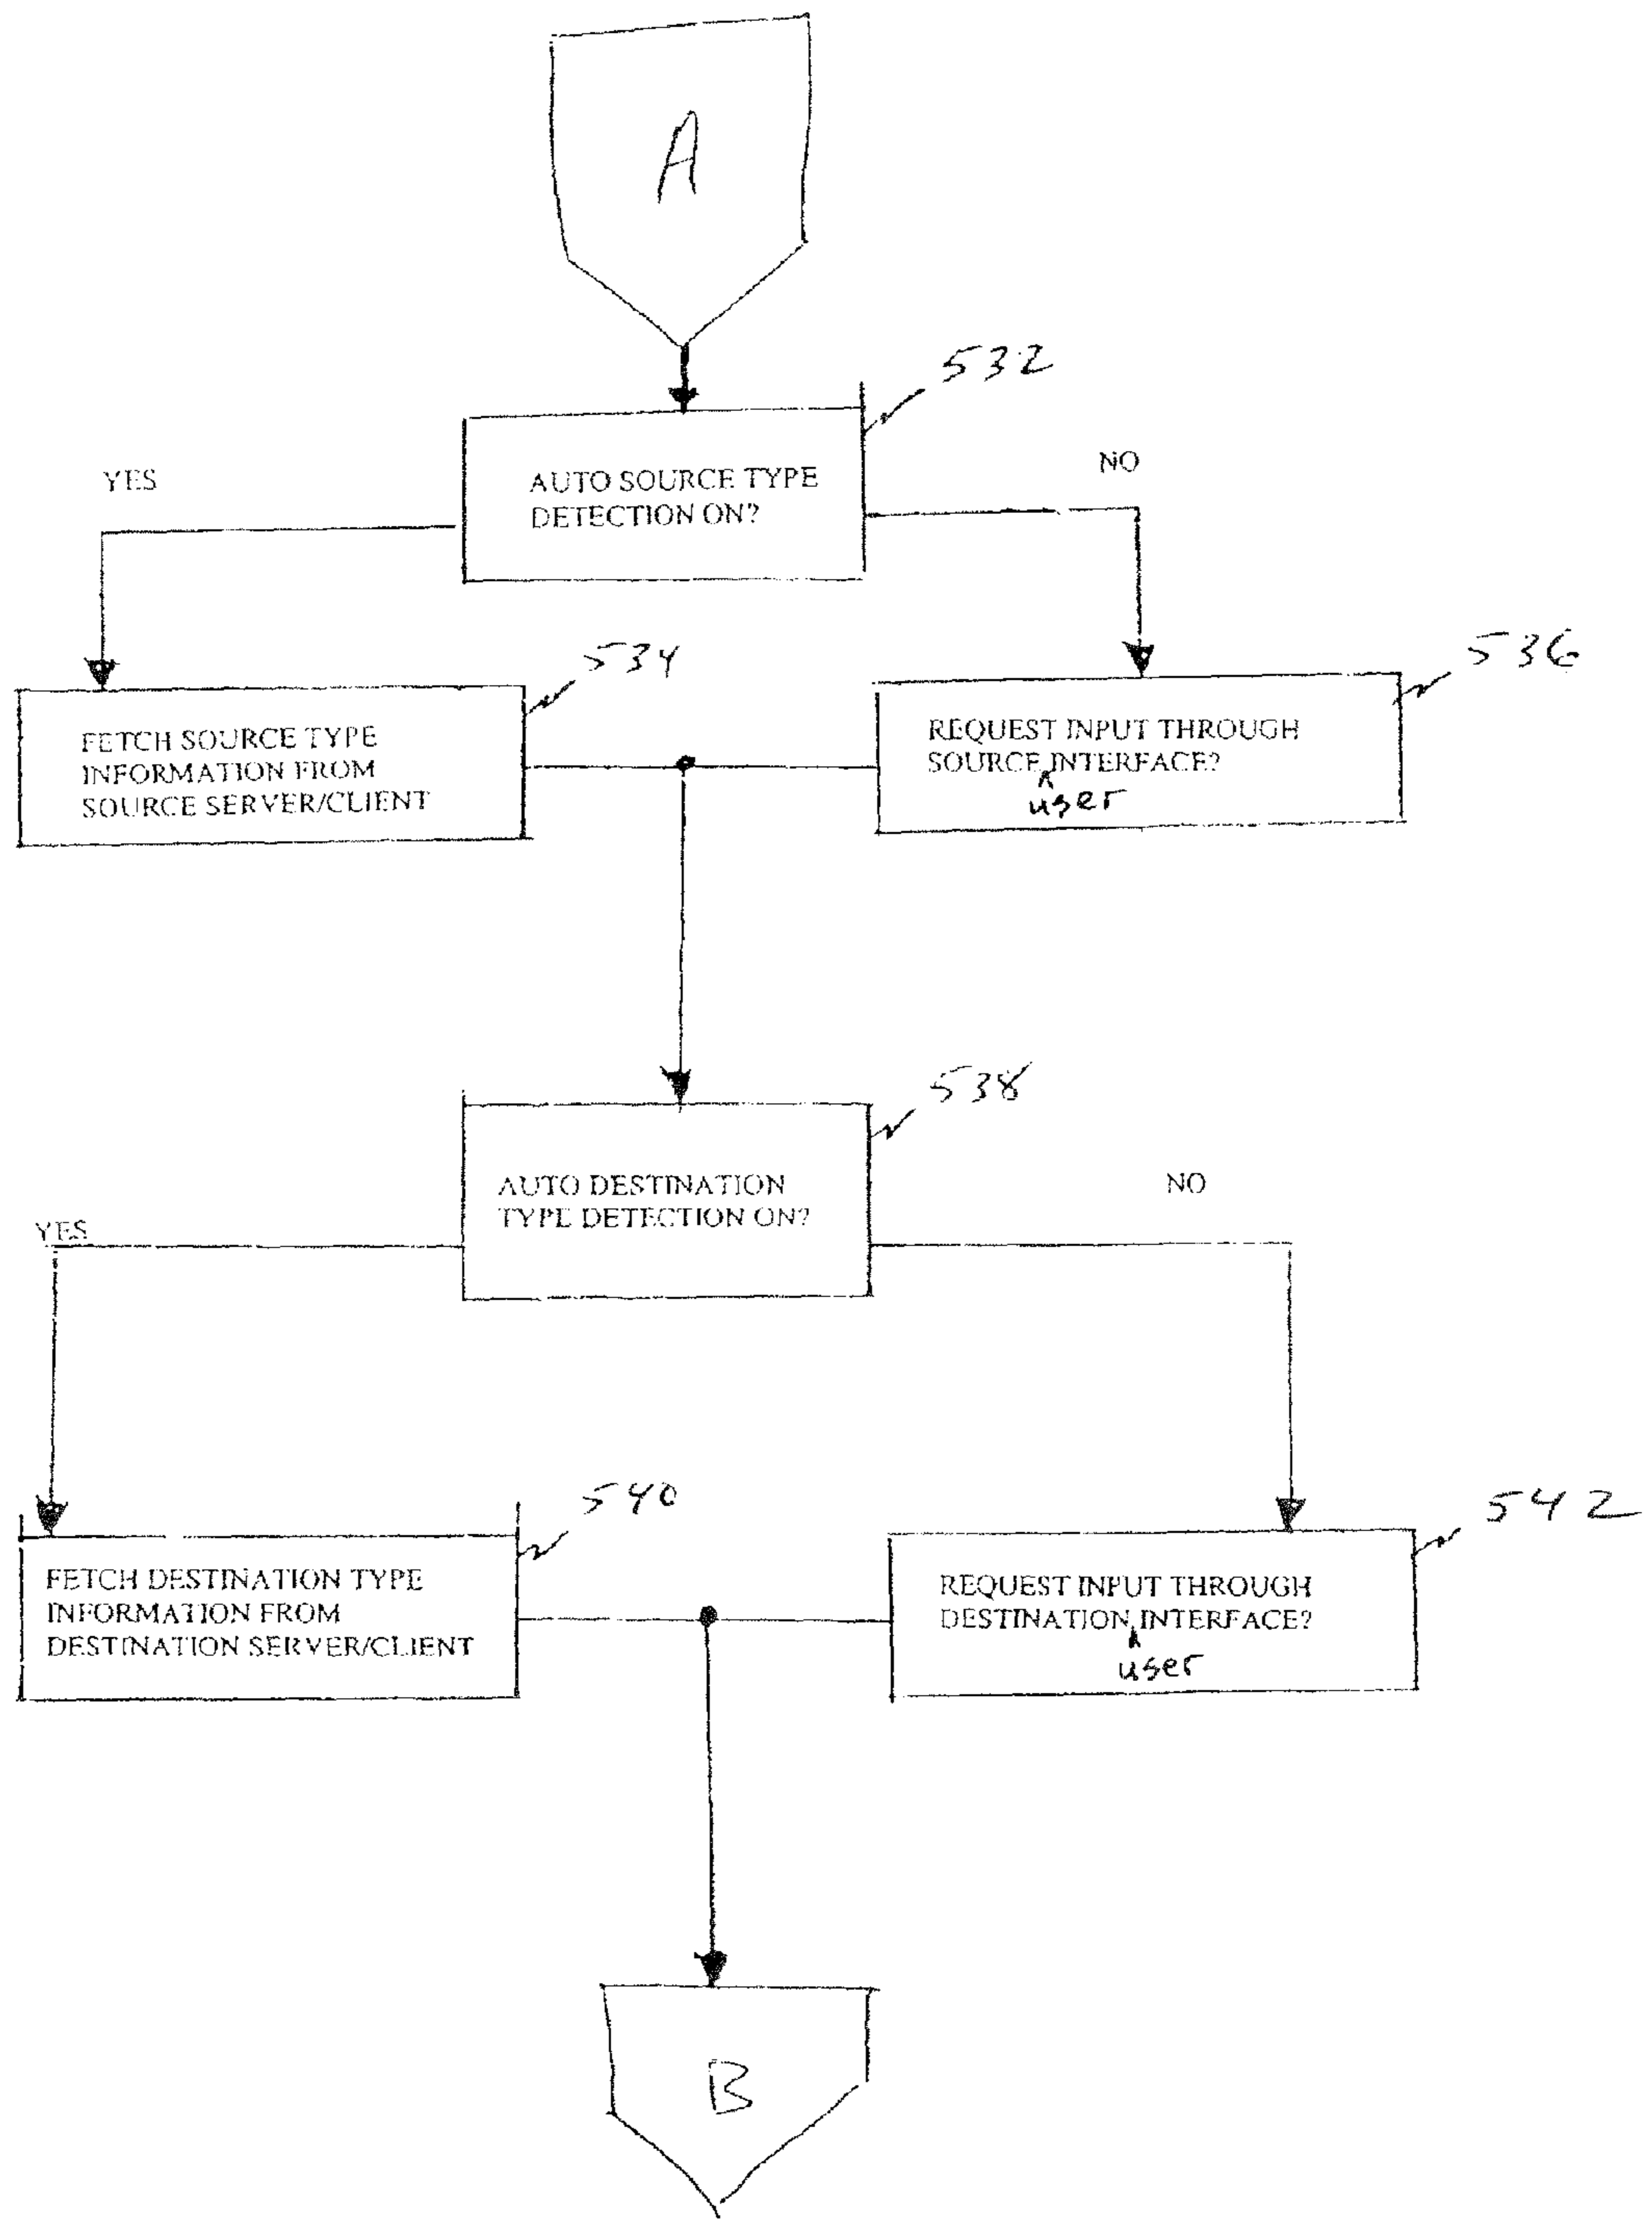 A
532
YES
NO
AUTO SOURCE TYPE
DETECTION ON?
534
536
FETCH SOURCE TYPE
INFORMATION FROM
SOURCE SERVER/CLIENT
REQUEST INPUT THROUGH
SOURCE INTERFACE?
^
user
538
AUTO DESTINATION
TYPE DETECTION ON?
NO
YES
540
542
FETCH DESTINATION TYPE
INFORMATION FROM
DESTINATION SERVER/CLIENT
REQUEST INPUT THROUGH
DESTINATION INTERFACE?
^
user
B